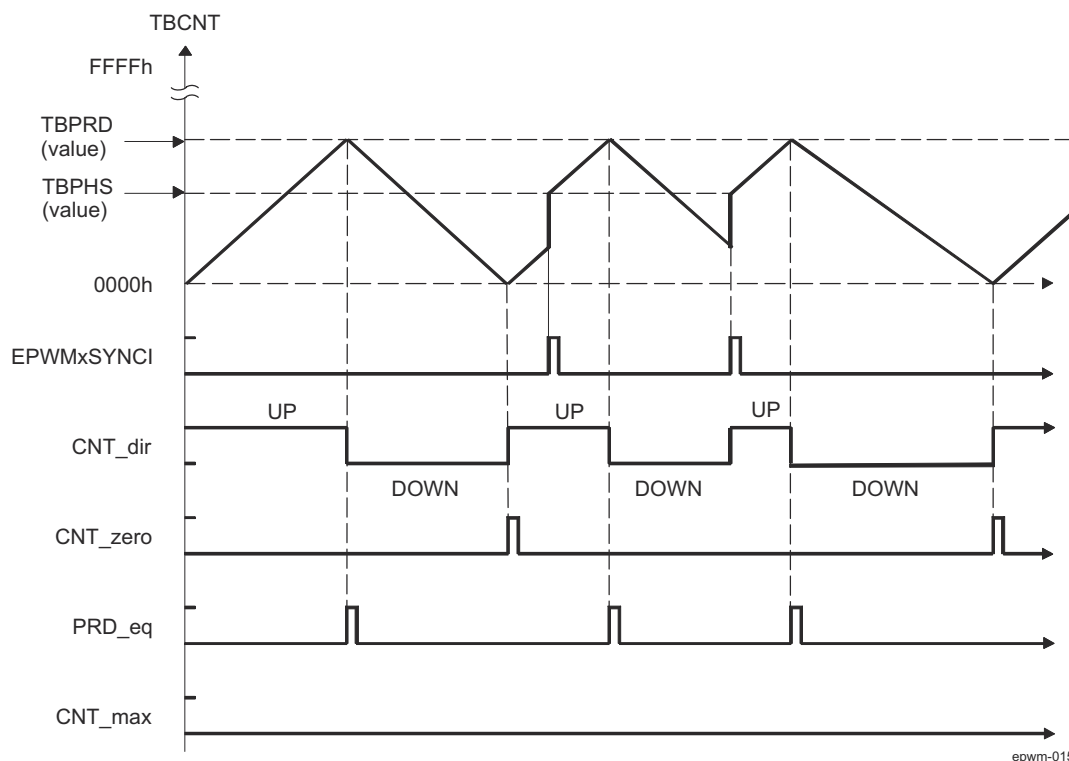 TBCNT
FFFFh
TBPRD
(value)
TBPHS
(value)
0000h
EPWMxSYNCI
UP
UP
UP
CNT_dir
DOWN
DOWN
DOWN
CNT_zero
PRD_eq
CNT_max
epwm-015